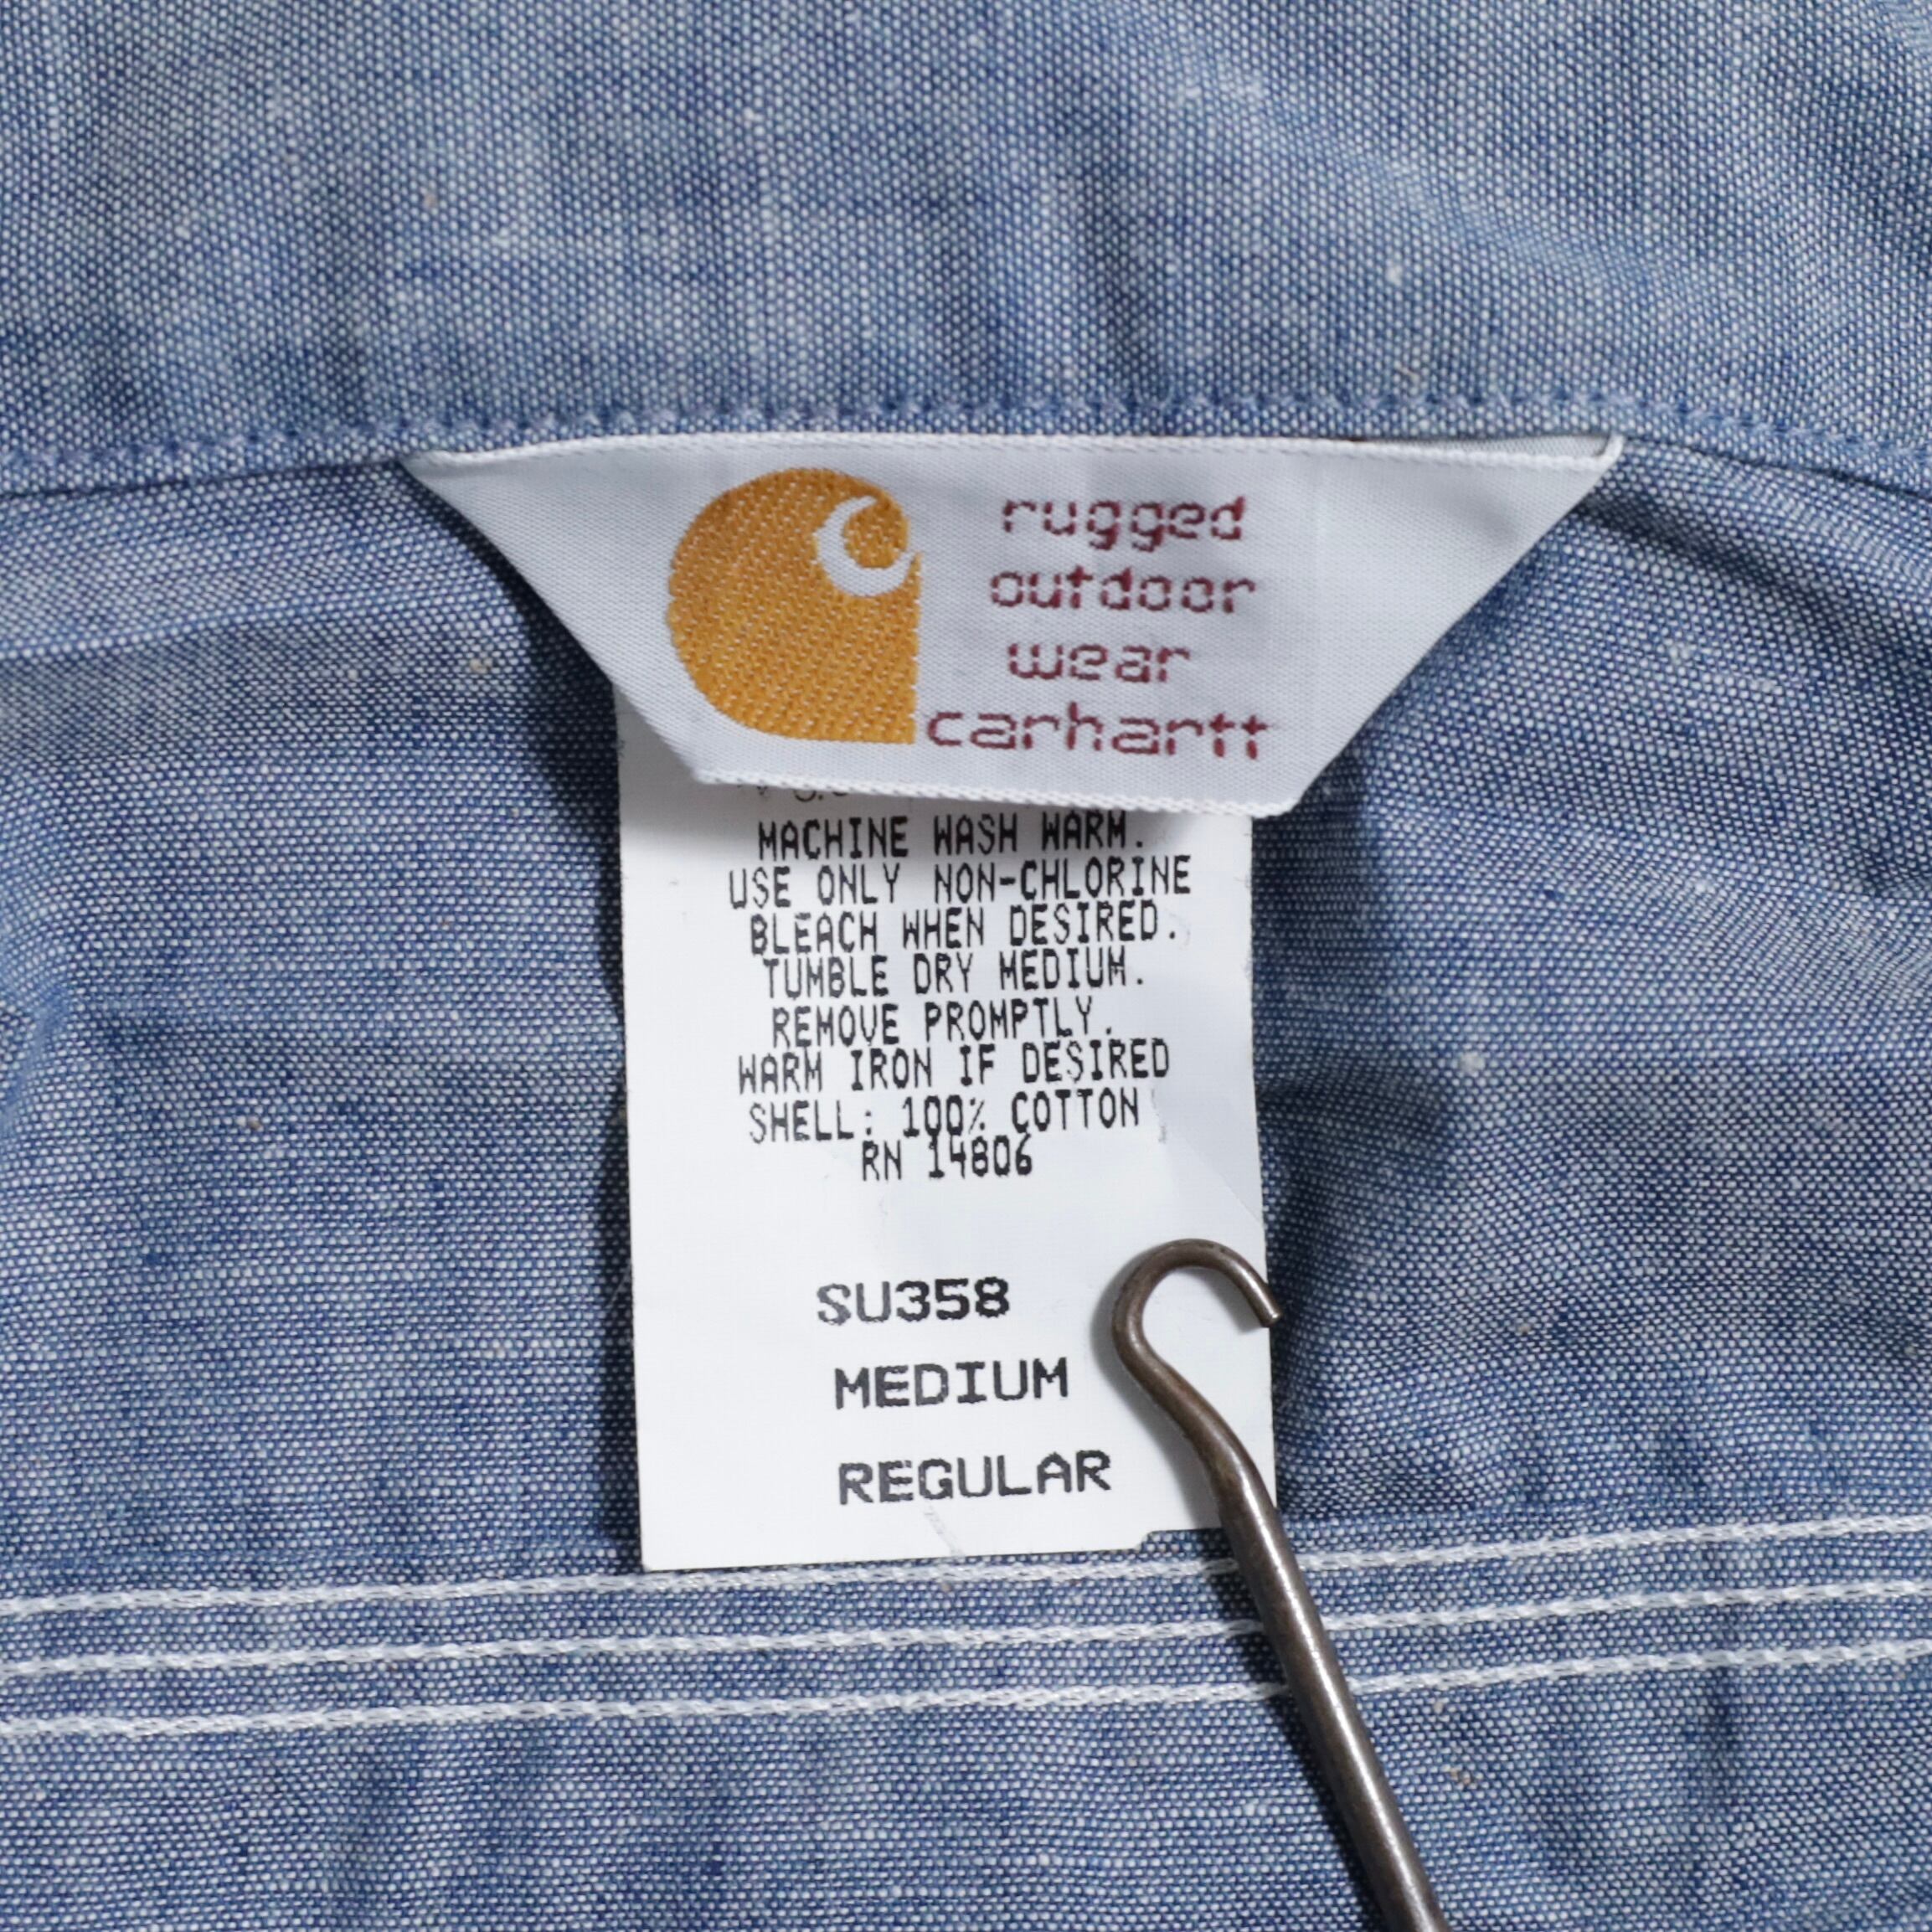 rugged
outdoor
wear
carhartt
MACHINE WASH WARM.
USE ONLY NON-CHLORINE
BLEACH WHEN DESIRED.
TUMBLE DRY MEDIUM.
REMOVE PROMPTLY.
WARM IRON IF DESIRED
SHELL: 100% COTTON
RN 14806
SU358
MEDIUM
REGULAR